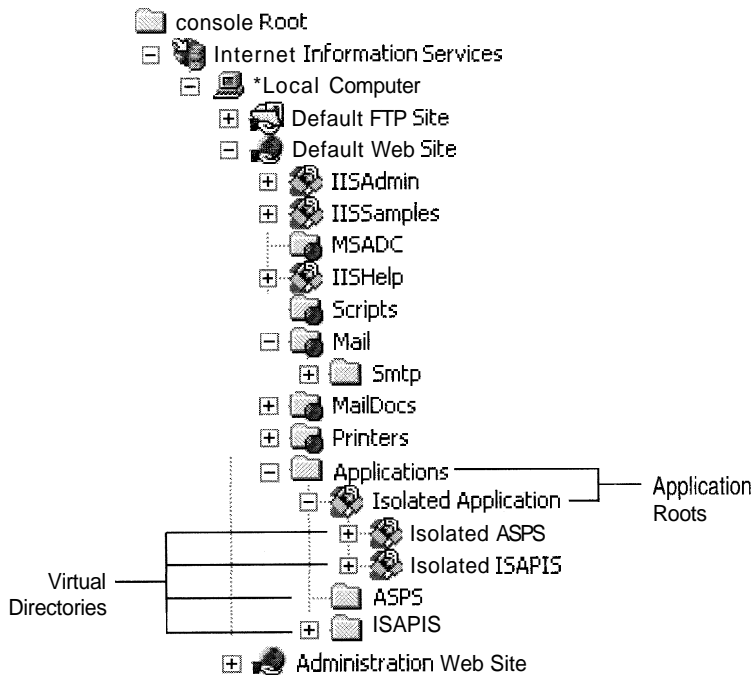 console Root
Internet Information Services
*Local Computer
Default FTP Site
Default Web Site
IISAdmin
IISSamples
MSADC
IISHelp
Scripts
Mail
Smtp
MailDocs
Printers
Applications
Isolated Application
Application
Roots
Isolated ASPS
Isolated ISAPIS
Virtual
Directories
ASPS
ISAPIS
Administration Web Site